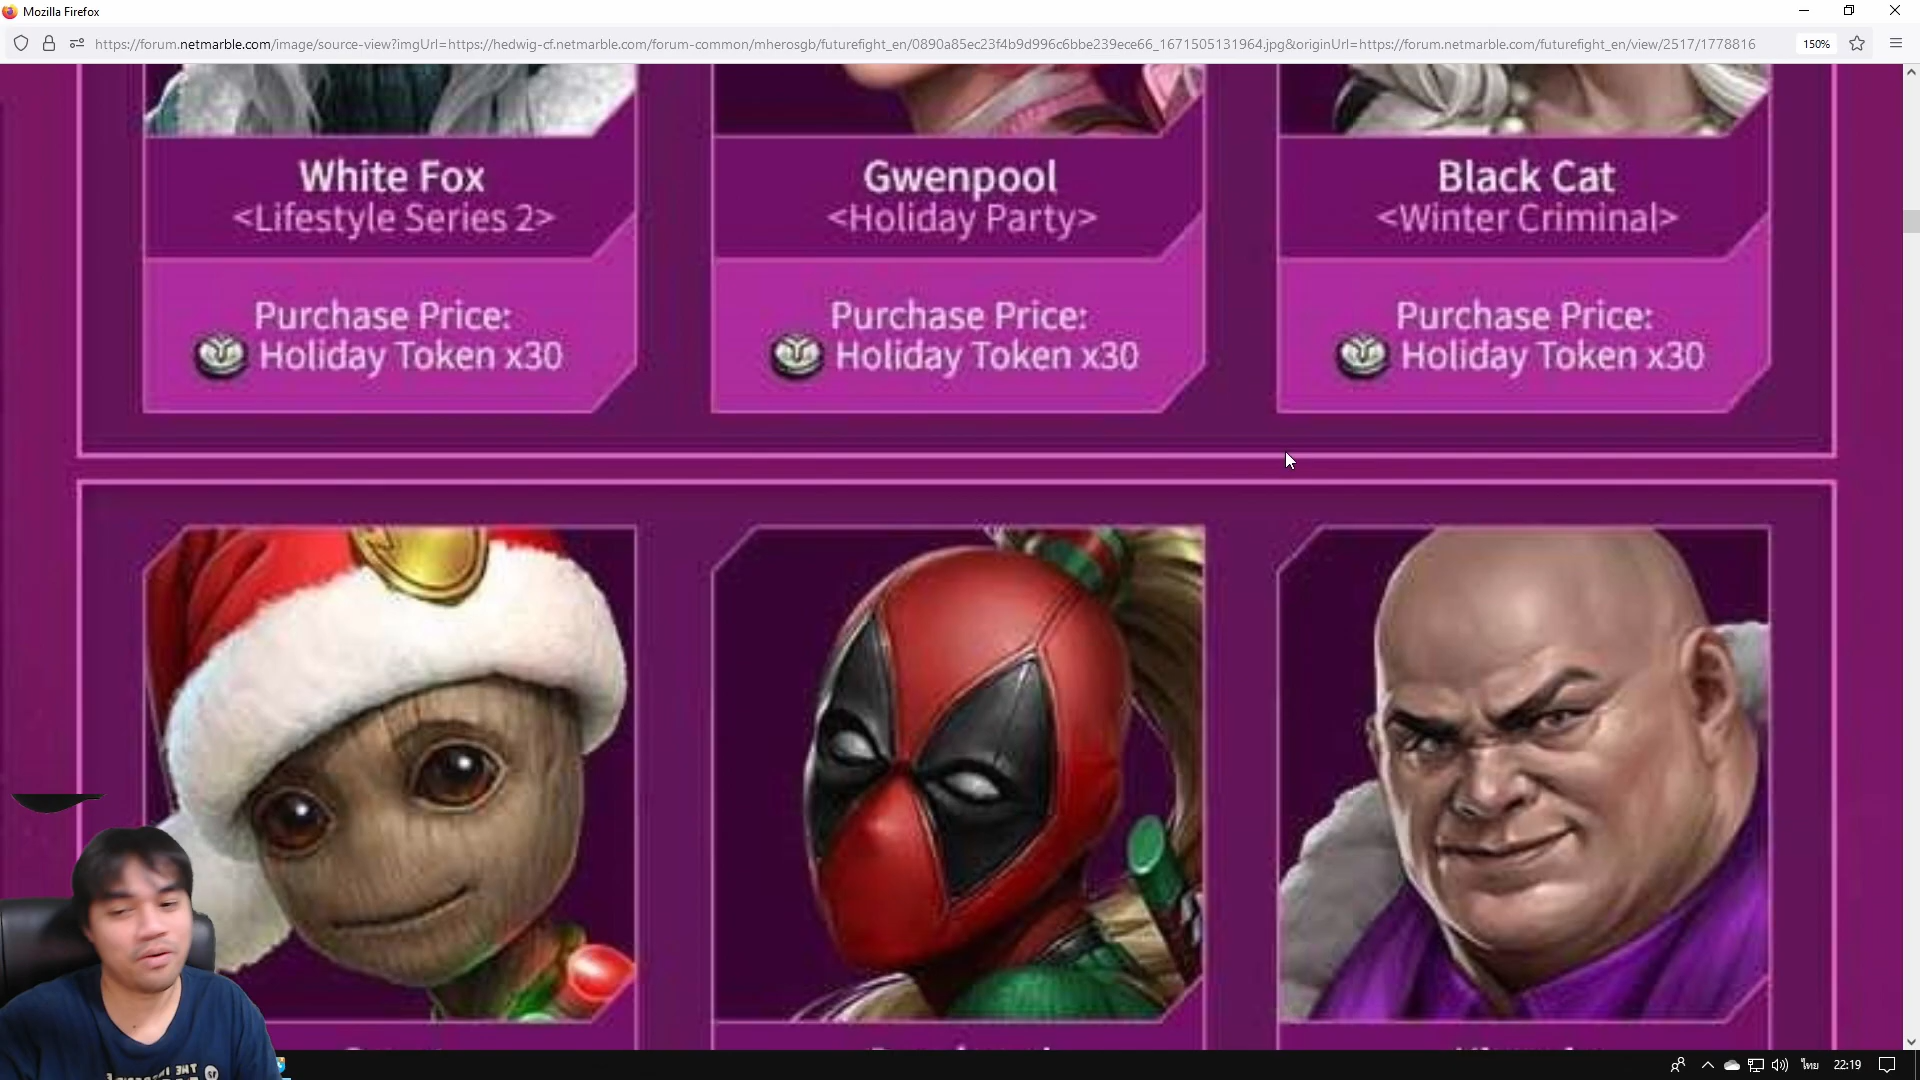 Mozilla Firefox
https://forum.netmarble.com/image/source-view?imgUrl=https://hedwig-cf.netmarble.com/forum-common/mherosgb/futurefight_en/0890a85ec23f4b9d996c6bbe239ece66_1671505131964.jpg&originUrl=https://forum.netmarble.com/futurefight_en/view/2517/1778816
150%
White Fox
<Lifestyle Series 2>
Purchase Price:
Holiday Token x30
Gwenpool
<Holiday Party>
Purchase Price:
Holiday Token x30
Black Cat
<Winter Criminal>
Purchase Price:
Holiday Token x30
ไทย
22:19